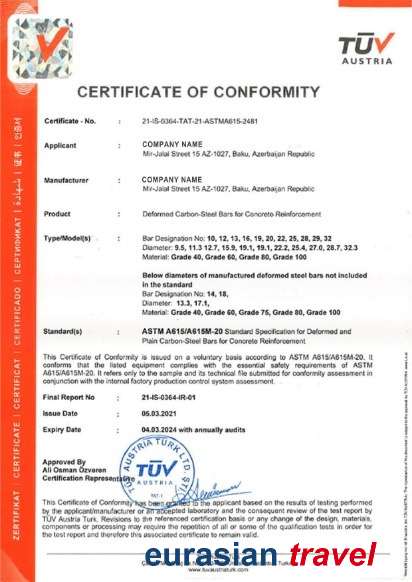 TÜV
AUSTRIA
CERTIFICATE OF CONFORMITY
Certificate - No. : 21-IS-0364-TAT-21-ASTMA615-2481
Applicant : COMPANY NAME
Mir-Jalal Street 15 AZ-1027, Baku, Azerbaijan Republic
Manufacturer : COMPANY NAME
Mir-Jalal Street 15 AZ-1027, Baku, Azerbaijan Republic
Product : Deformed Carbon-Steel Bars for Concrete Reinforcement
Type/Model(s) : Bar Designation No: 10, 12, 13, 16, 19, 20, 22, 25, 28, 29, 32
Diameter: 9.5, 11.3 12.7, 15.9, 19.1, 19.1, 22.2, 25.4, 27.0, 28.7, 32.3
Material: Grade 40, Grade 60, Grade 80, Grade 100
Below diameters of manufactured deformed steel bars not included
in the standard
Bar Designation No: 14, 18,
Diameter: 13.3, 17.1,
Material: Grade 40, Grade 60, Grade 75, Grade 80, Grade 100
Standard(s) : ASTM A615/A615M-20 Standard Specification for Deformed and
Plain Carbon-Steel Bars for Concrete Reinforcement
This Certificate of Conformity is issued on a voluntary basis according to ASTM A615/A615M-20. It
conforms that the listed equipment complies with the essential safety requirements of ASTM
A615/A615M-20. It refers only to the sample and its technical file submitted for conformity assessment in
conjunction with the internal factory production control system assessment.
Final Report No : 21-IS-0364-IR-01
Issue Date : 05.03.2021
Expiry Date : 04.03.2024 with annually audits
Approved By
Ali Osman Özvaren
Certification Representative
TUV AUSTRIA TURK LTD. STI.
TÜV
This Certificate of Conformity has been granted to the applicant based on the results of testing performed
by the applicant/manufacturer or an accepted laboratory and the successful review of the test report by
TÜV Austria Turk. Revisions to the referenced certification basis or any change of the design, materials,
components or processing may require the repetition of all or some of the qualification tests in order for
the test report and therefore this associated certificate to remain valid.
eurasian travel
www.tuvaustriaturk.com
ZERTIFIKAT | CERTIFICATE | CERTIFICAT | CERTIFICADO | СЕРТИФИКАТ | شهادة | 证书 | 인증서